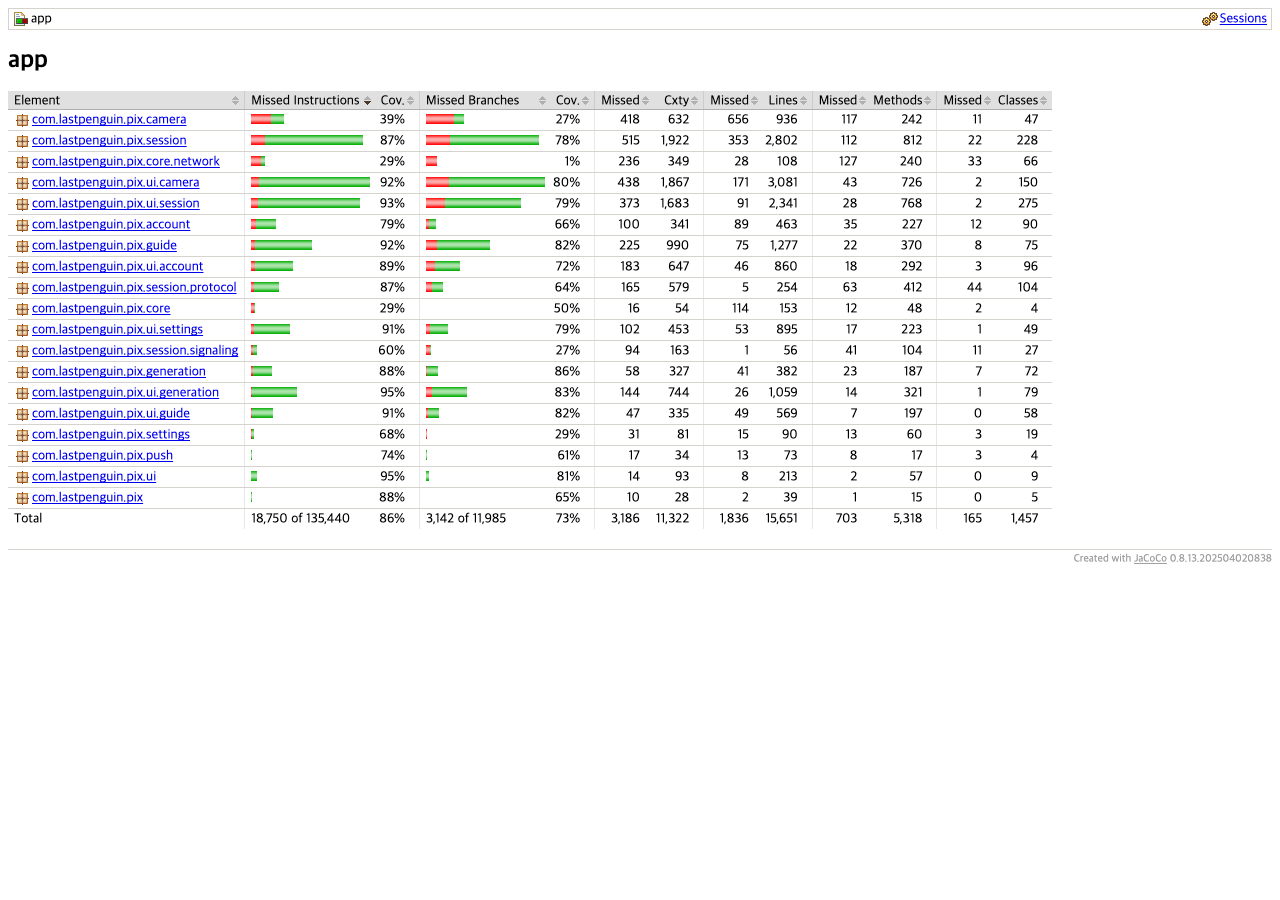 app Sessions
app
Element Missed Instructions Cov. Missed Branches Cov. Missed Cxty Missed Lines Missed Methods Missed Classes
com.lastpenguin.pix.camera 39% 27% 418 632 656 936 117 242 11 47
com.lastpenguin.pix.session 87% 78% 515 1,922 353 2,802 112 812 22 228
com.lastpenguin.pix.core.network 29% 1% 236 349 28 108 127 240 33 66
com.lastpenguin.pix.ui.camera 92% 80% 438 1,867 171 3,081 43 726 2 150
com.lastpenguin.pix.ui.session 93% 79% 373 1,683 91 2,341 28 768 2 275
com.lastpenguin.pix.account 79% 66% 100 341 89 463 35 227 12 90
com.lastpenguin.pix.guide 92% 82% 225 990 75 1,277 22 370 8 75
com.lastpenguin.pix.ui.account 89% 72% 183 647 46 860 18 292 3 96
com.lastpenguin.pix.session.protocol 87% 64% 165 579 5 254 63 412 44 104
com.lastpenguin.pix.core 29% 50% 16 54 114 153 12 48 2 4
com.lastpenguin.pix.ui.settings 91% 79% 102 453 53 895 17 223 1 49
com.lastpenguin.pix.session.signaling 60% 27% 94 163 1 56 41 104 11 27
com.lastpenguin.pix.generation 88% 86% 58 327 41 382 23 187 7 72
com.lastpenguin.pix.ui.generation 95% 83% 144 744 26 1,059 14 321 1 79
com.lastpenguin.pix.ui.guide 91% 82% 47 335 49 569 7 197 0 58
com.lastpenguin.pix.settings 68% 29% 31 81 15 90 13 60 3 19
com.lastpenguin.pix.push 74% 61% 17 34 13 73 8 17 3 4
com.lastpenguin.pix.ui 95% 81% 14 93 8 213 2 57 0 9
com.lastpenguin.pix 88% 65% 10 28 2 39 1 15 0 5
Total 18,750 of 135,440 86% 3,142 of 11,985 73% 3,186 11,322 1,836 15,651 703 5,318 165 1,457
Created with JaCoCo 0.8.13.202504020838